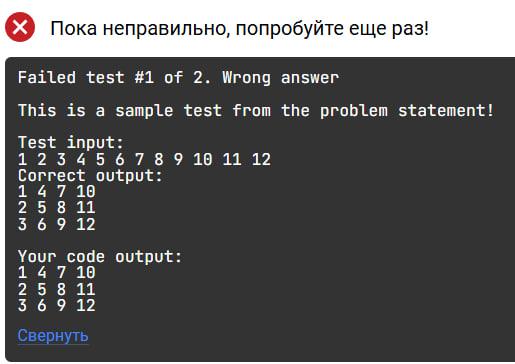 Пока неправильно, попробуйте еще раз!
Failed test #1 of 2. Wrong answer
This is a sample test from the problem statement!
Test input:
1 2 3 4 5 6 7 8 9 10 11 12
Correct output:
1 4 7 10
2 5 8 11
3 6 9 12
Your code output:
1 4 7 10
2 5 8 11
3 6 9 12
Свернуть